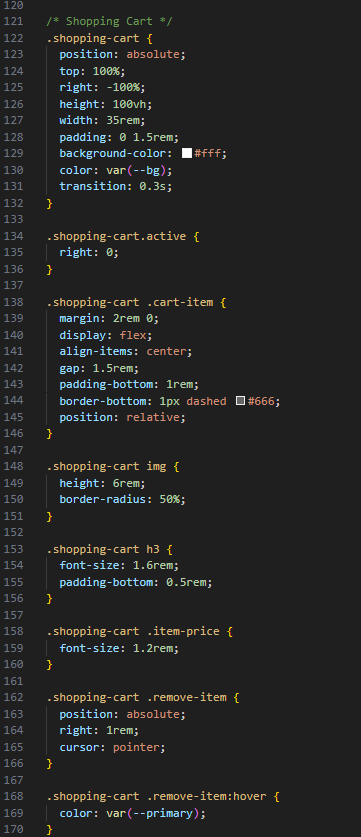 120
121 /* Shopping Cart */
122 .shopping-cart {
123   position: absolute;
124   top: 100%;
125   right: -100%;
126   height: 100vh;
127   width: 35rem;
128   padding: 0 1.5rem;
129   background-color: #fff;
130   color: var(--bg);
131   transition: 0.3s;
132 }
133
134 .shopping-cart.active {
135   right: 0;
136 }
137
138 .shopping-cart .cart-item {
139   margin: 2rem 0;
140   display: flex;
141   align-items: center;
142   gap: 1.5rem;
143   padding-bottom: 1rem;
144   border-bottom: 1px dashed #666;
145   position: relative;
146 }
147
148 .shopping-cart img {
149   height: 6rem;
150   border-radius: 50%;
151 }
152
153 .shopping-cart h3 {
154   font-size: 1.6rem;
155   padding-bottom: 0.5rem;
156 }
157
158 .shopping-cart .item-price {
159   font-size: 1.2rem;
160 }
161
162 .shopping-cart .remove-item {
163   position: absolute;
164   right: 1rem;
165   cursor: pointer;
166 }
167
168 .shopping-cart .remove-item:hover {
169   color: var(--primary);
170 }